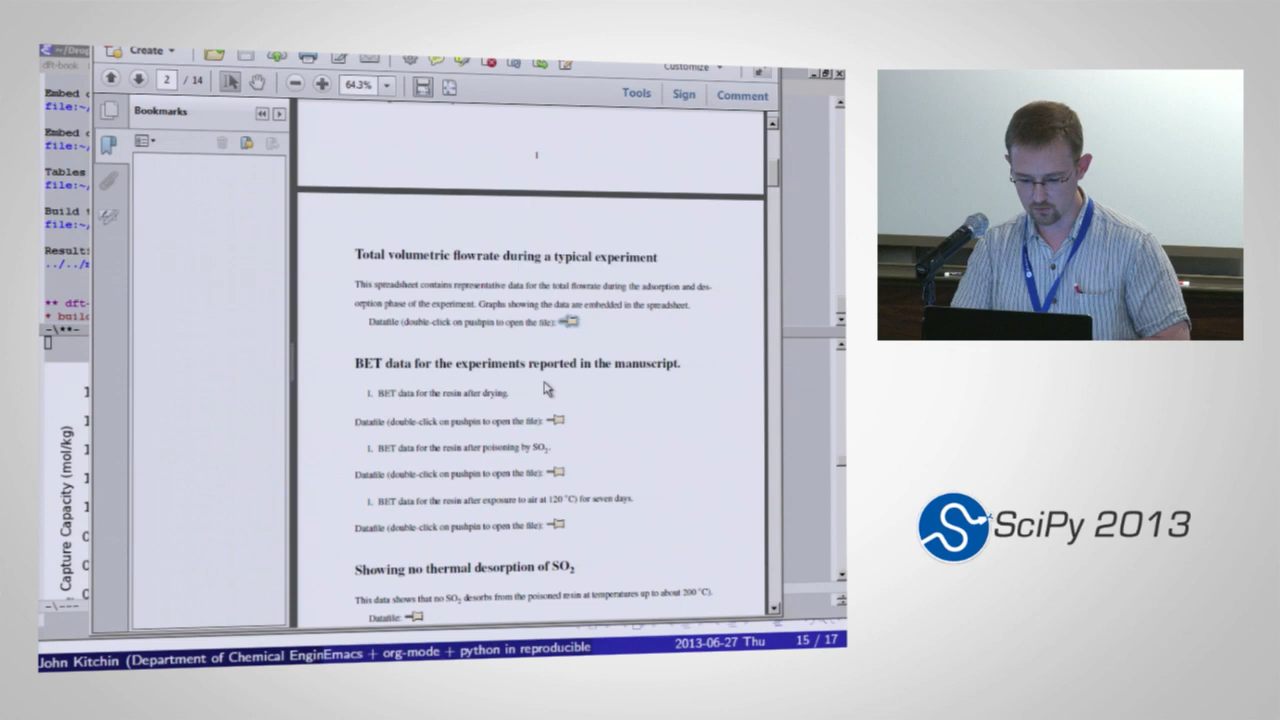 Create
Customize
2 / 14
64.3%
Tools Sign Comment
Bookmarks
dft-book
Embed
file:~/
Embed
file:~/
Tables
file:~/
Build
file:~/
../../
** dft-
* build
-\**-
Capture Capacity (mol/kg)
-\---
1
Total volumetric flowrate during a typical experiment
This spreadsheet contains representative data for the total flowrate during the adsorption and des-
orption phase of the experiment. Graphs showing the data are embedded in the spreadsheet.
Datafile (double-click on pushpin to open the file):
BET data for the experiments reported in the manuscript.
1. BET data for the resin after drying.
Datafile (double-click on pushpin to open the file):
1. BET data for the resin after poisoning by SO2.
Datafile (double-click on pushpin to open the file):
1. BET data for the resin after exposure to air at 120 °C) for seven days.
Datafile (double-click on pushpin to open the file):
Showing no thermal desorption of SO2
This data shows that no SO2 desorbs from the poisoned resin at temperatures up to about 200 °C).
Datafile:
John Kitchin (Department of Chemical EnginEmacs + org-mode + python in reproducible
2013-06-27 Thu 15 / 17
SciPy 2013